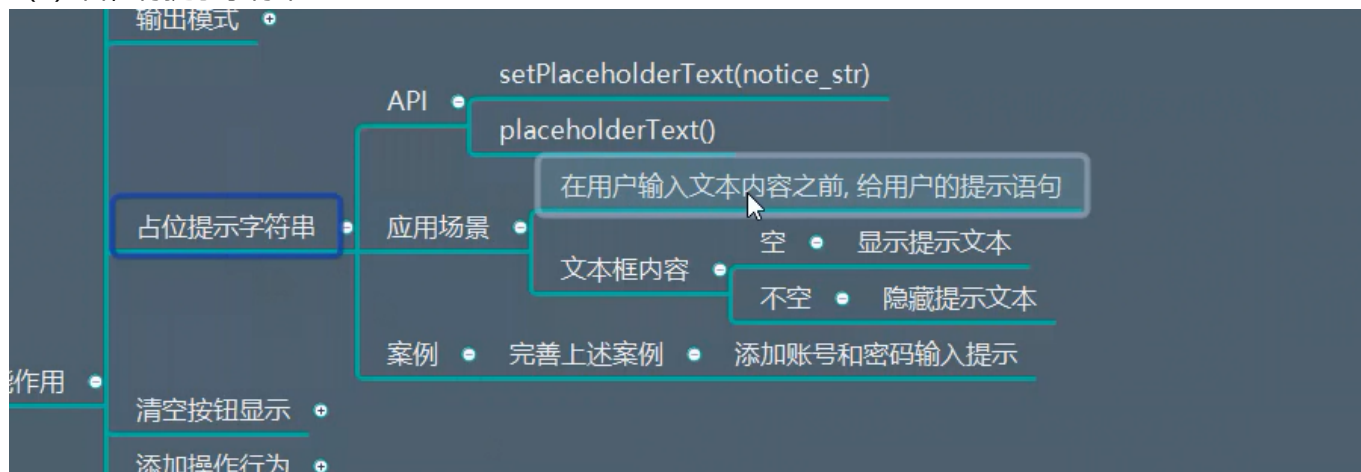 输出模式
setPlaceholderText(notice_str)
API
placeholderText()
在用户输入文本内容之前, 给用户的提示语句
占位提示字符串
应用场景
空
显示提示文本
文本框内容
不空
隐藏提示文本
案例
完善上述案例
添加账号和密码输入提示
作用
清空按钮显示
添加操作行为